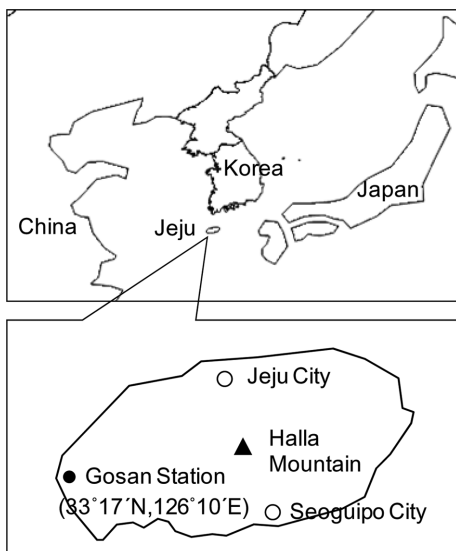 Korea
Japan
China
Jeju
Jeju City
Halla
Mountain
Gosan Station
(33˚17´N,126˚10´E)
Seoguipo City